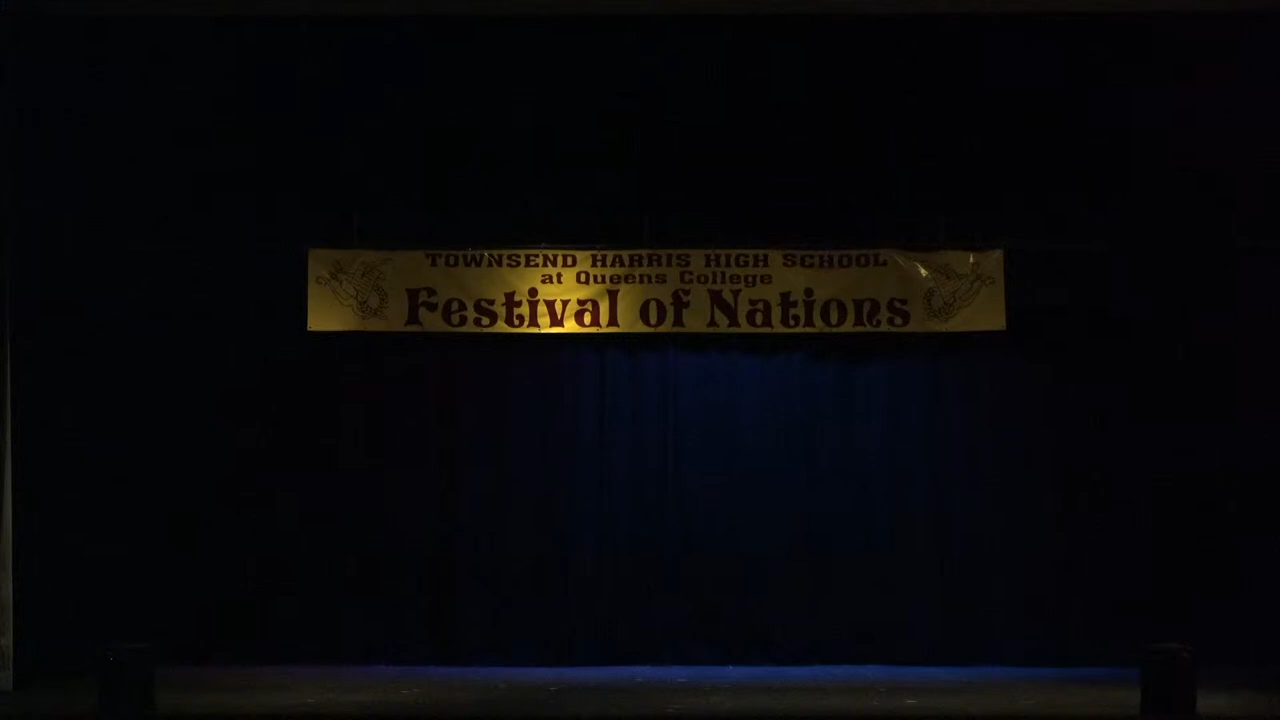 TOWNSEND HARRIS HIGH SCHOOL
at Queens College
Festival of Nations